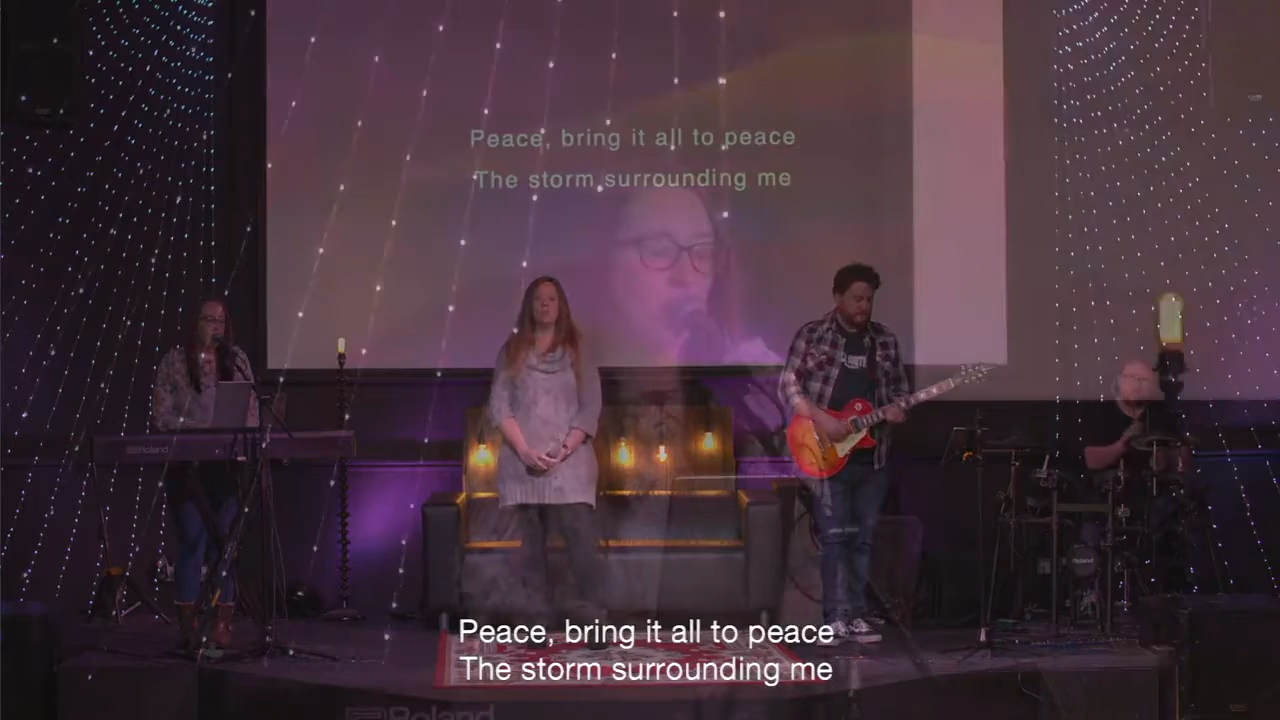 Peace, bring it all to peace
The storm surrounding me
Roland
Peace, bring it all to peace
The storm surrounding me
Roland